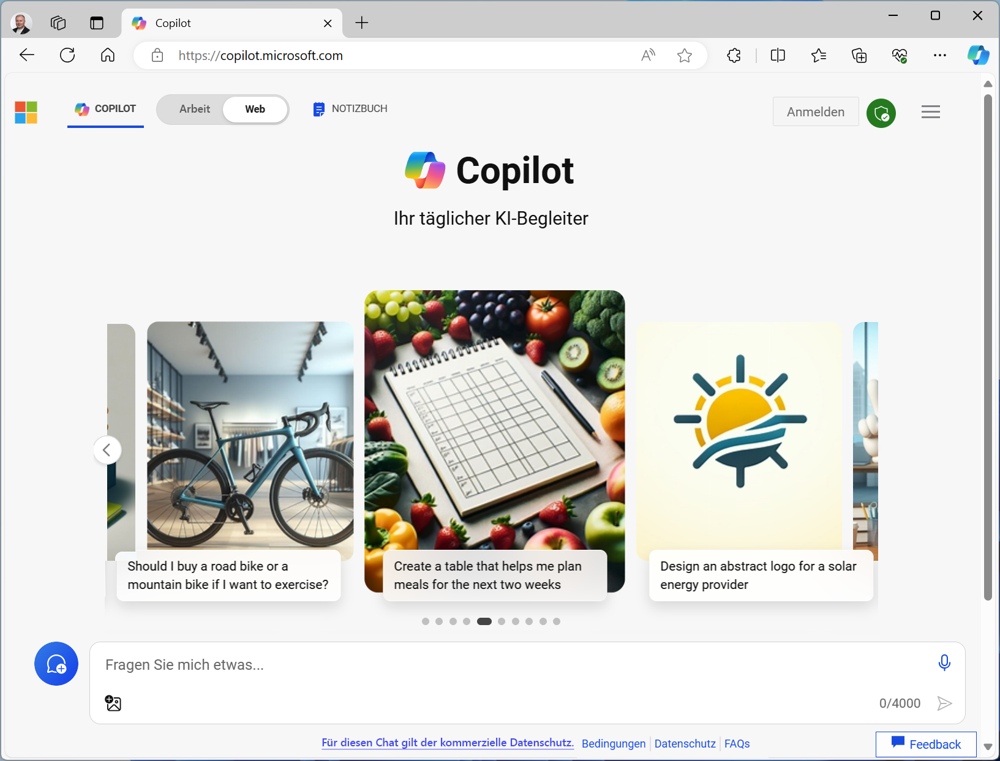 Copilot
https://copilot.microsoft.com
COPILOT
Arbeit
Web
NOTIZBUCH
Anmelden
Copilot
Ihr täglicher KI-Begleiter
Should I buy a road bike or a
mountain bike if I want to exercise?
Create a table that helps me plan
meals for the next two weeks
Design an abstract logo for a solar
energy provider
Fragen Sie mich etwas...
0/4000
Für diesen Chat gilt der kommerzielle Datenschutz.
Bedingungen
Datenschutz
FAQs
Feedback